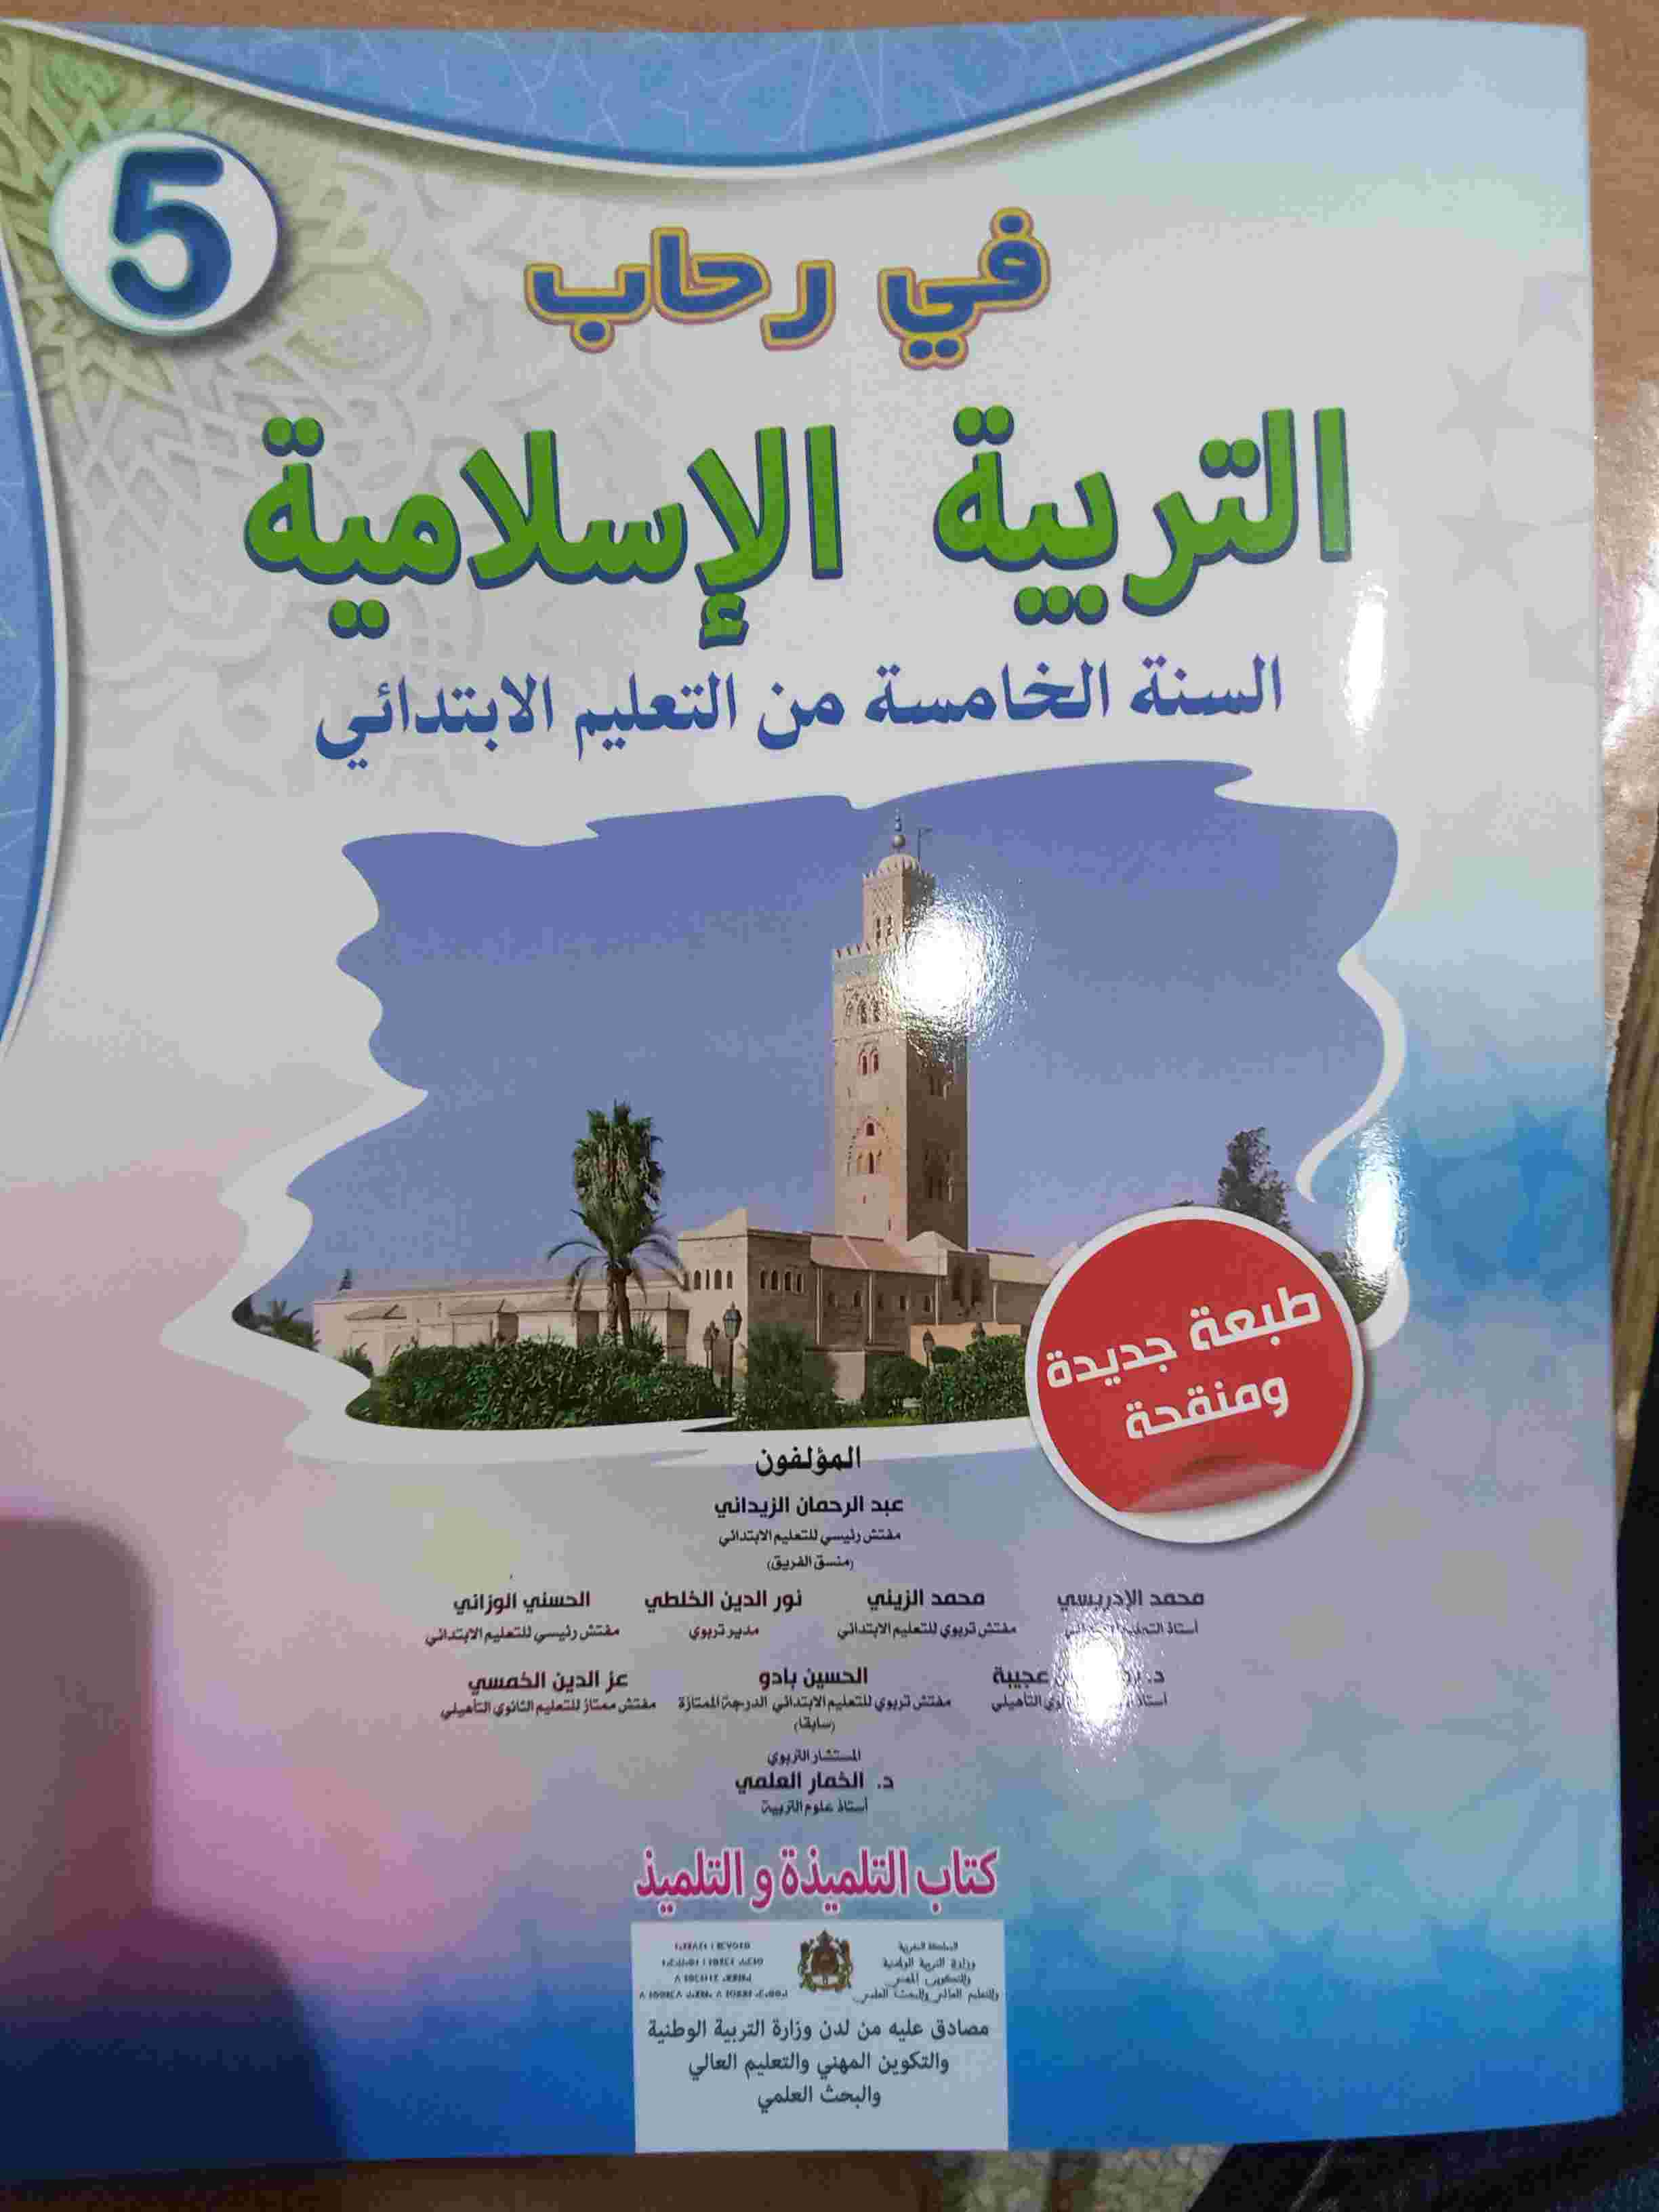 5
في رحاب
التربية الإسلامية
السنة الخامسة من التعليم الابتدائي
طبعة جديدة
ومنقحة
المؤلفون
عبد الرحمان الزيداني
مفتش رئيسي للتعليم الابتدائي
(منسق الفريق)
محمد الإدريسي محمد الزيني نور الدين الخلطي الحسني الوزاني
أستاذ التعليم مفتش تربوي للتعليم الابتدائي مدير تربوي مفتش رئيسي للتعليم الابتدائي
د. عجيبة الحسين بادو عز الدين الخمسي
التأهيلي مفتش تربوي للتعليم الابتدائي الدرجة الممتازة مفتش ممتاز للتعليم الثانوي التأهيلي
(سابقا)
المستشار التربوي
د. الخمار العلمي
أستاذ علوم التربية
كتاب التلميذة و التلميذ
المملكة المغربية
وزارة التربية الوطنية
والتكوين المهني
والتعليم العالي والبحث العلمي
مصادق عليه من لدن وزارة التربية الوطنية
والتكوين المهني والتعليم العالي
والبحث العلمي